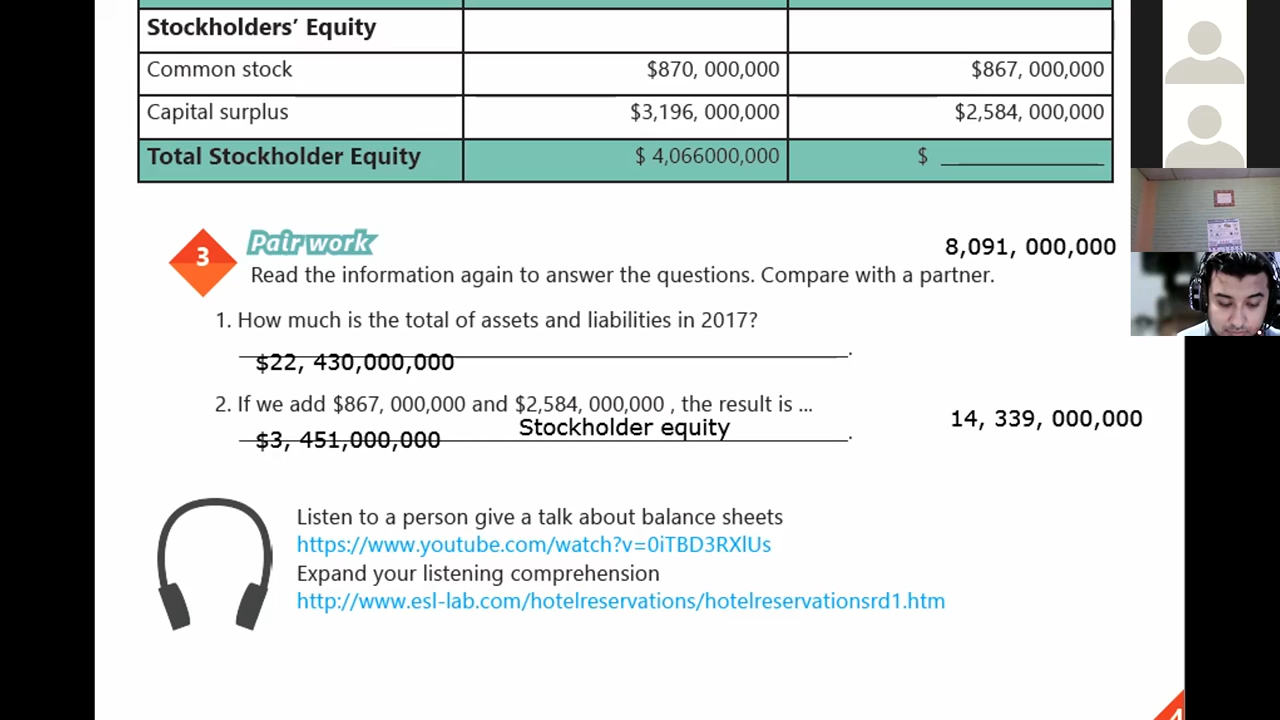 Stockholders’ Equity
Common stock $870, 000,000 $867, 000,000
Capital surplus $3,196, 000,000 $2,584, 000,000
Total Stockholder Equity $ 4,066000,000 $ ______________
3 Pair work
8,091, 000,000
Read the information again to answer the questions. Compare with a partner.
1. How much is the total of assets and liabilities in 2017?
$22, 430,000,000
2. If we add $867, 000,000 and $2,584, 000,000 , the result is ...
14, 339, 000,000
Stockholder equity
$3, 451,000,000
Listen to a person give a talk about balance sheets
https://www.youtube.com/watch?v=0iTBD3RXlUs
Expand your listening comprehension
http://www.esl-lab.com/hotelreservations/hotelreservationsrd1.htm